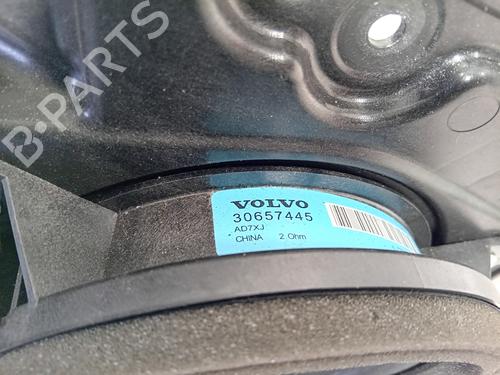 B-PARTS
VOLVO
30657445
AD7XJ
CHINA 2 Ohm